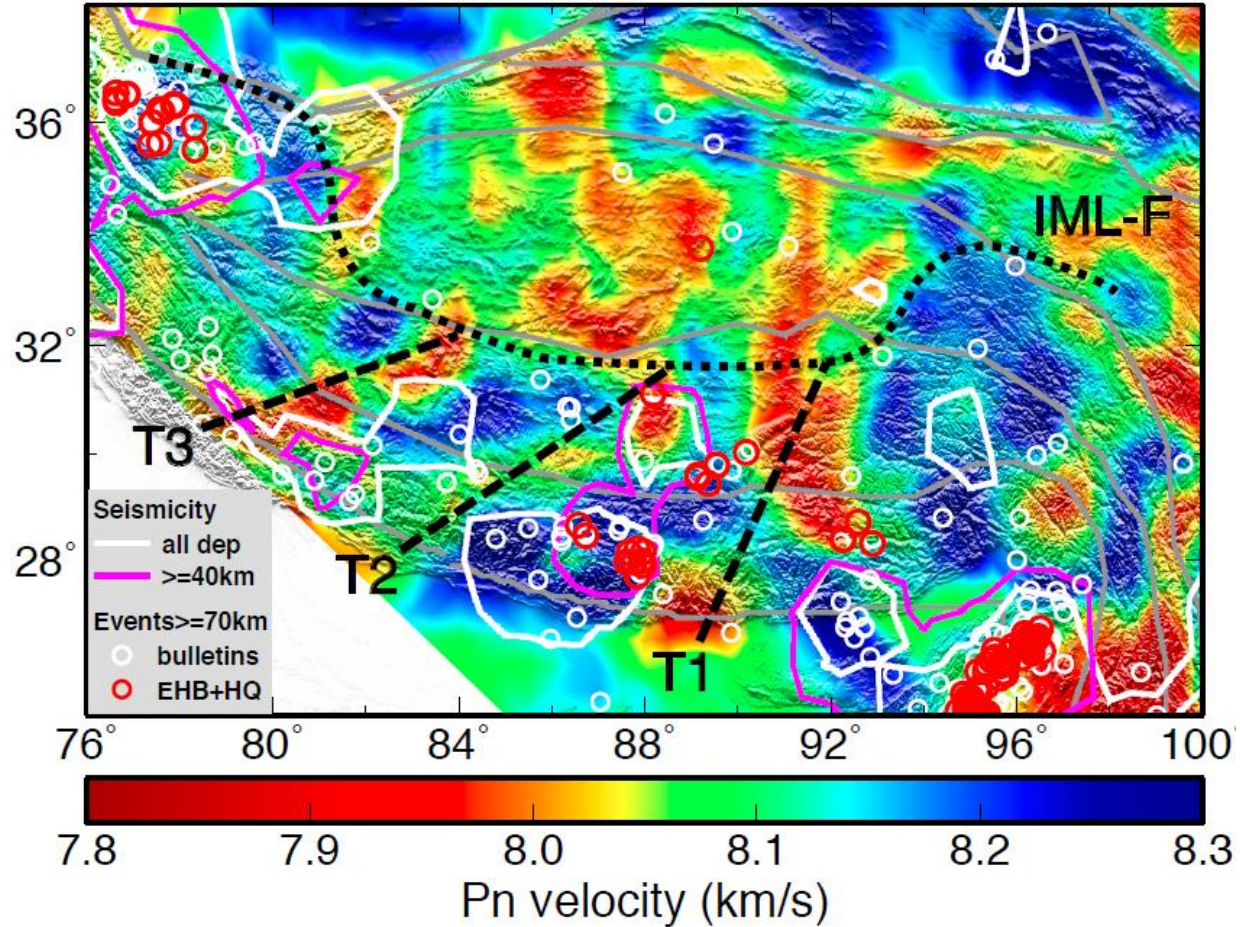 36°
32°
28°
IML-F
T3
T2
T1
Seismicity
all dep
>=40km
Events>=70km
bulletins
EHB+HQ
76° 80° 84° 88° 92° 96° 100°
7.8 7.9 8.0 8.1 8.2 8.3
Pn velocity (km/s)